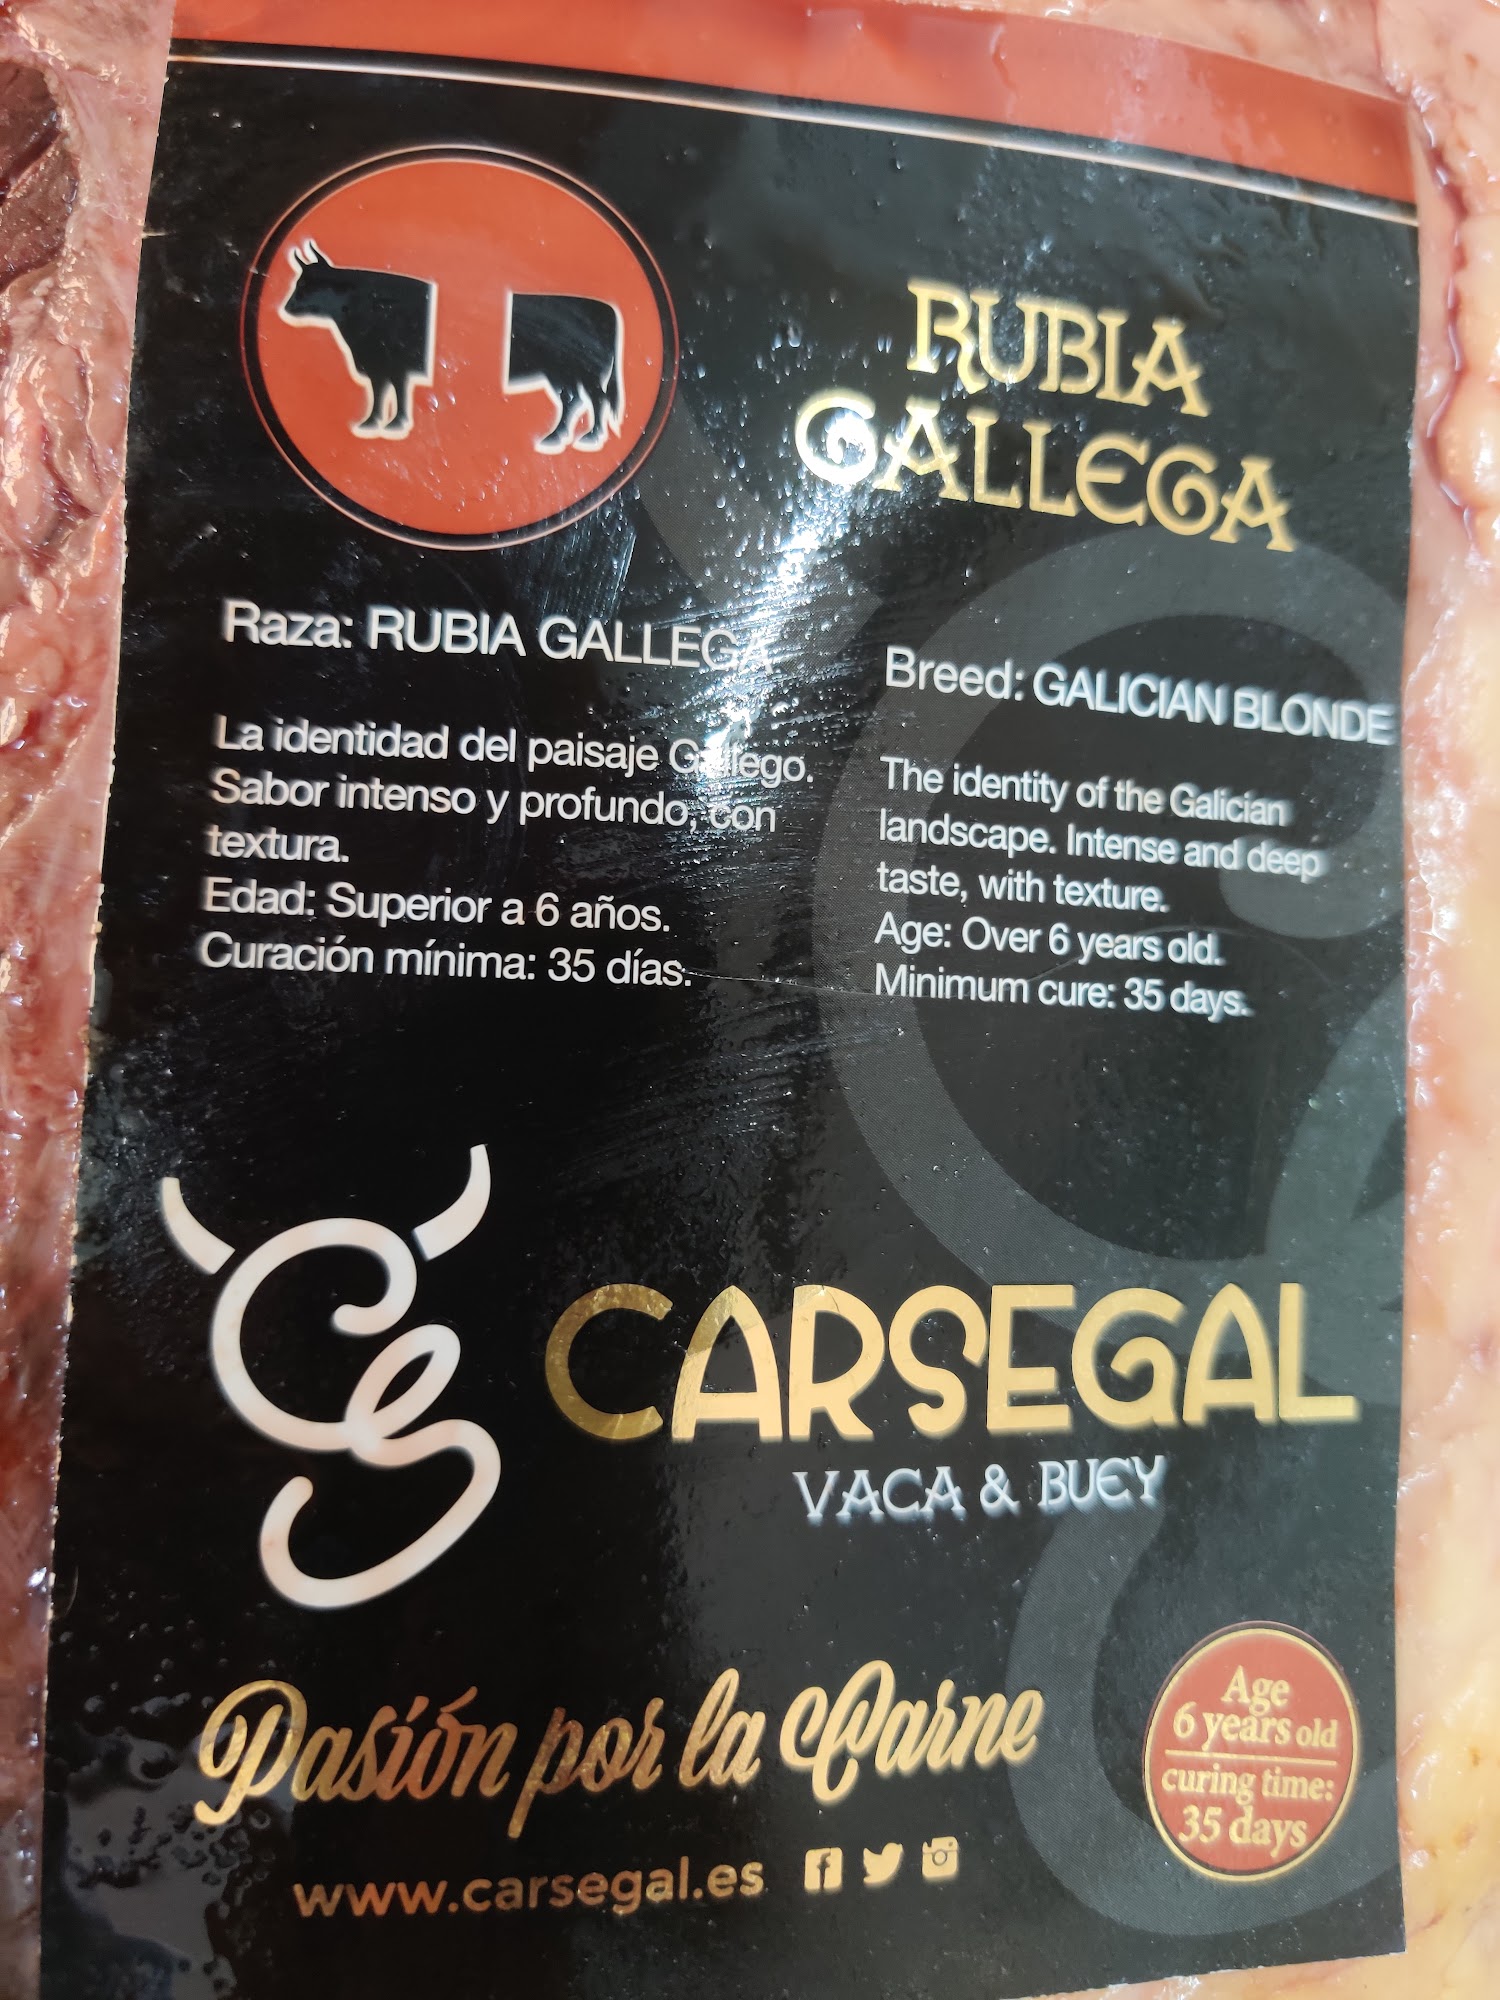 RUBIA
GALLEGA
Raza: RUBIA GALLEGA
La identidad del paisaje Gallego.
Sabor intenso y profundo, con
textura.
Edad: Superior a 6 años.
Curación mínima: 35 días.
Breed: GALICIAN BLONDE
The identity of the Galician
landscape. Intense and deep
taste, with texture.
Age: Over 6 years old.
Minimum cure: 35 days.
CARSEGAL
VACA & BUEY
Pasión por la Carne
www.carsegal.es
Age
6 years old
curing time:
35 days